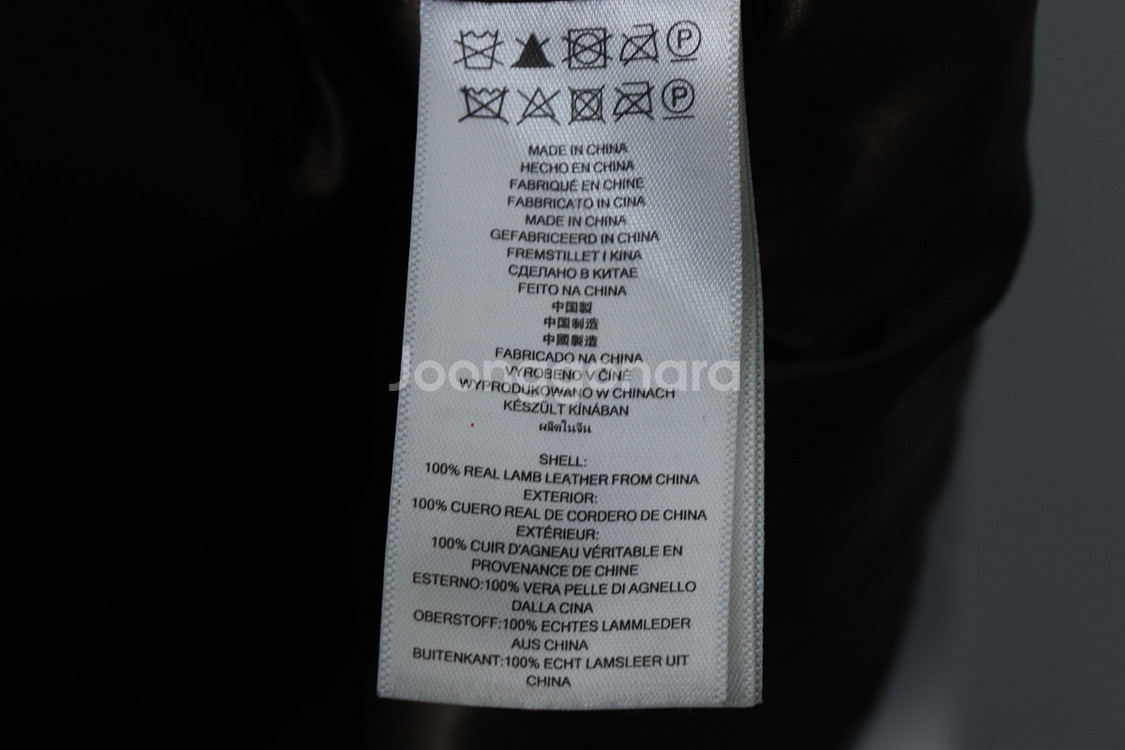 P
P
MADE IN CHINA
HECHO EN CHINA
FABRIQUÉ EN CHINE
FABBRICATO IN CINA
MADE IN CHINA
GEFABRICEERD IN CHINA
FREMSTILLET I KINA
СДЕЛАНО В КИТАЕ
FEITO NA CHINA
中国製
中国制造
中國製造
FABRICADO NA CHINA
Joonggonara
VYROBENO V ČÍNĚ
WYPRODUKOWANO W CHINACH
KÉSZÜLT KÍNÁBAN
ผลิตในจีน
SHELL:
100% REAL LAMB LEATHER FROM CHINA
EXTERIOR:
100% CUERO REAL DE CORDERO DE CHINA
EXTÉRIEUR:
100% CUIR D'AGNEAU VÉRITABLE EN
PROVENANCE DE CHINE
ESTERNO:100% VERA PELLE DI AGNELLO
DALLA CINA
OBERSTOFF:100% ECHTES LAMMLEDER
AUS CHINA
BUITENKANT:100% ECHT LAMSLEER UIT
CHINA